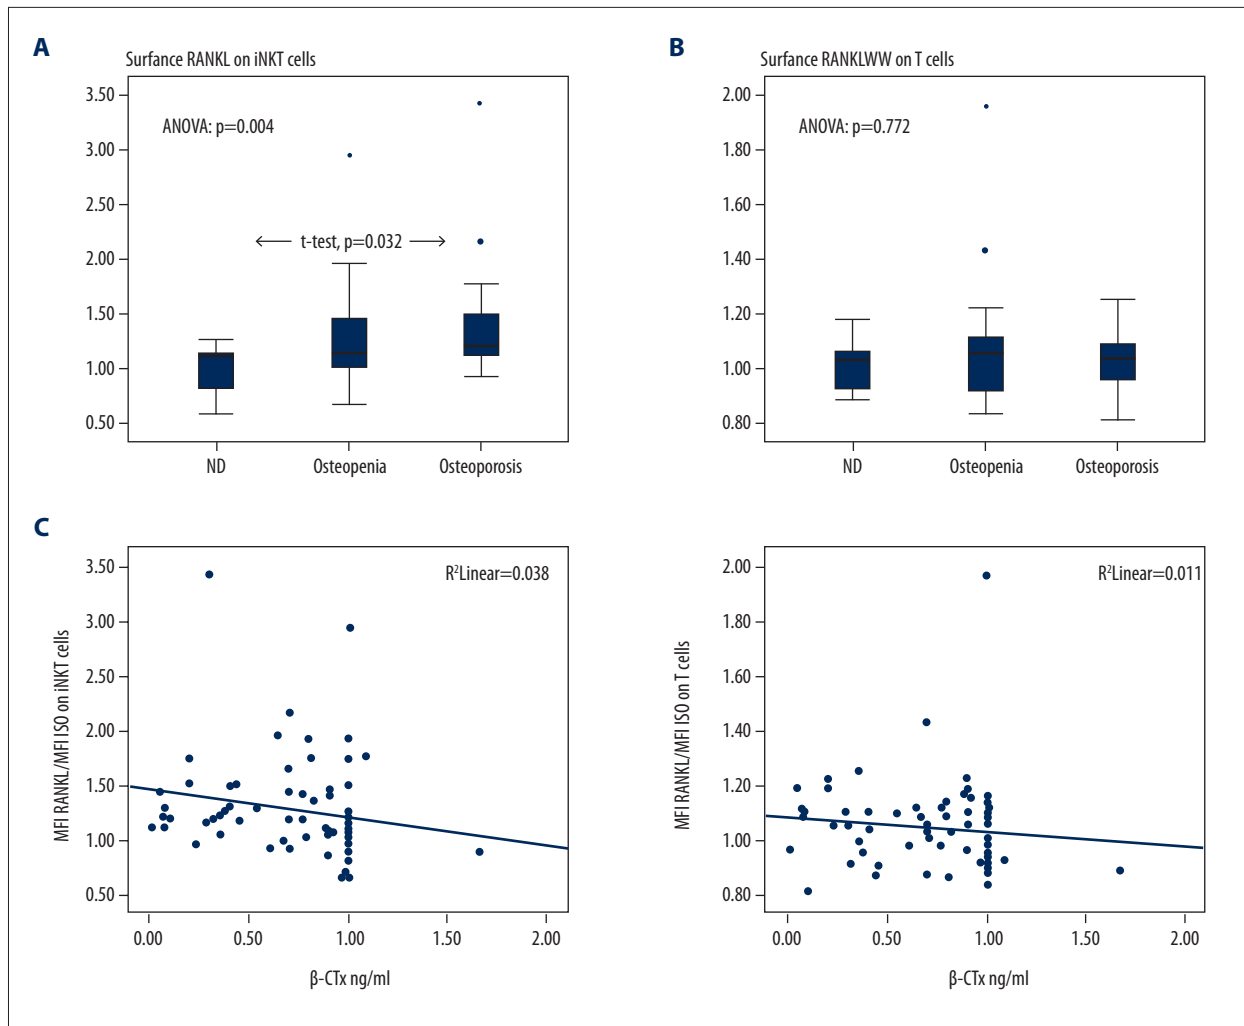 A
Surfance RANKL on iNKT cells
3.50
3.00
2.50
2.00
1.50
1.00
0.50
ANOVA: p=0.004
t-test, p=0.032
ND
Osteopenia
Osteoporosis
B
Surfance RANKLWW on T cells
2.00
1.80
1.60
1.40
1.20
1.00
0.80
ANOVA: p=0.772
ND
Osteopenia
Osteoporosis
C
MFI RANKL/MFI ISO on iNKT cells
3.50
3.00
2.50
2.00
1.50
1.00
0.50
R²Linear=0.038
0.00
0.50
1.00
1.50
2.00
β-CTx ng/ml
MFI RANKL/MFI ISO on T cells
2.00
1.80
1.60
1.40
1.20
1.00
0.80
R²Linear=0.011
0.00
0.50
1.00
1.50
2.00
β-CTx ng/ml